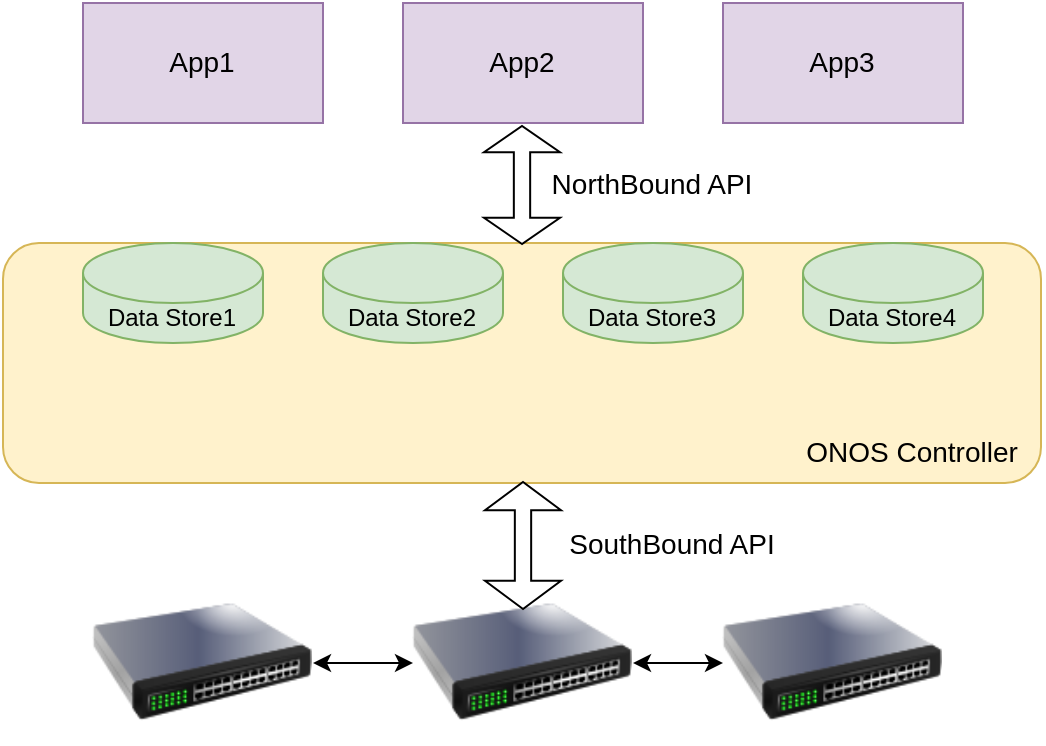 App1
App2
App3
NorthBound API
Data Store1
Data Store2
Data Store3
Data Store4
ONOS Controller
SouthBound API